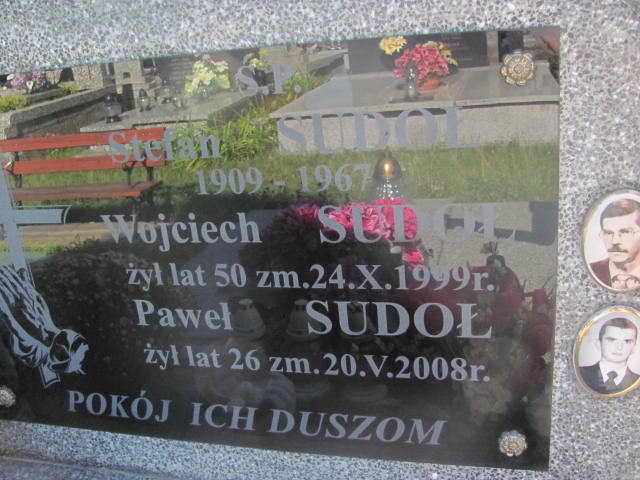 Ś.P.
Stefan SUDOŁ
1909 - 1967
Wojciech SUDOŁ
żył lat 50 zm.24.X.1999r.
Paweł SUDOŁ
żył lat 26 zm.20.V.2008r.
POKÓJ ICH DUSZOM